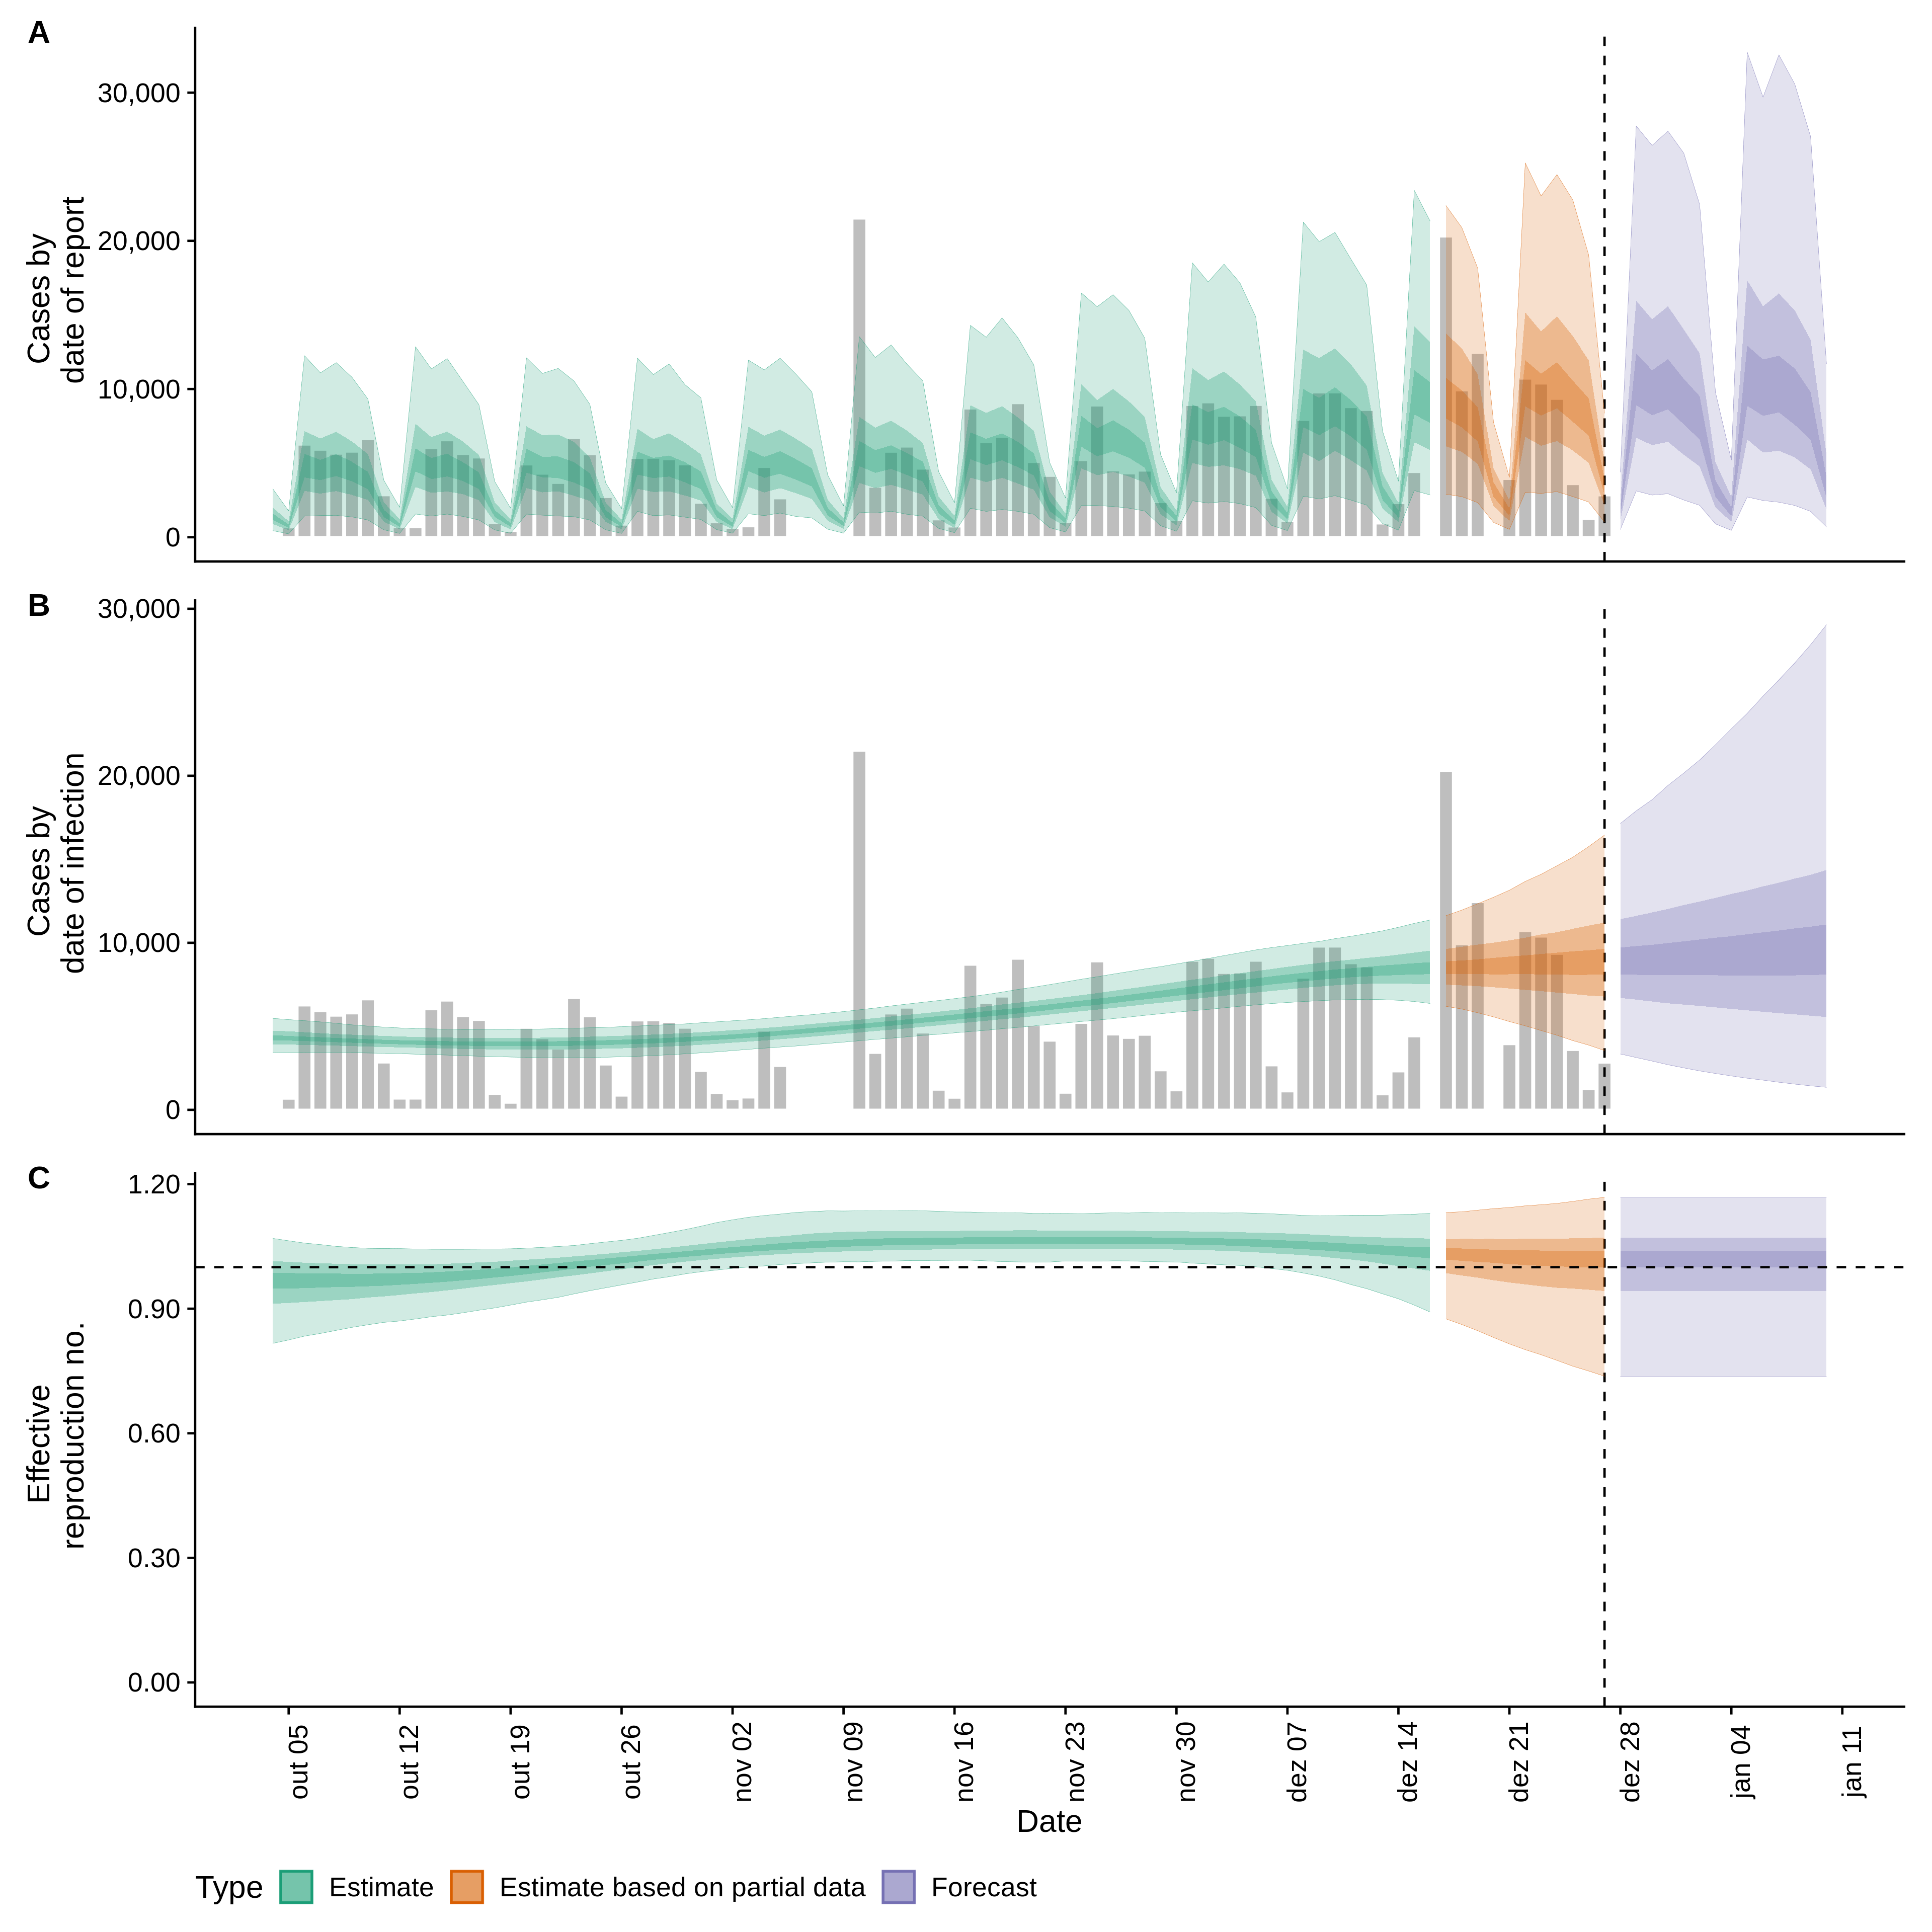 A
Cases by
date of report
30,000
20,000
10,000
0
B
Cases by
date of infection
30,000
20,000
10,000
0
C
Effective
reproduction no.
1.20
0.90
0.60
0.30
0.00
out 05
out 12
out 19
out 26
nov 02
nov 09
nov 16
nov 23
nov 30
dez 07
dez 14
dez 21
dez 28
jan 04
jan 11
Date
Type Estimate Estimate based on partial data Forecast